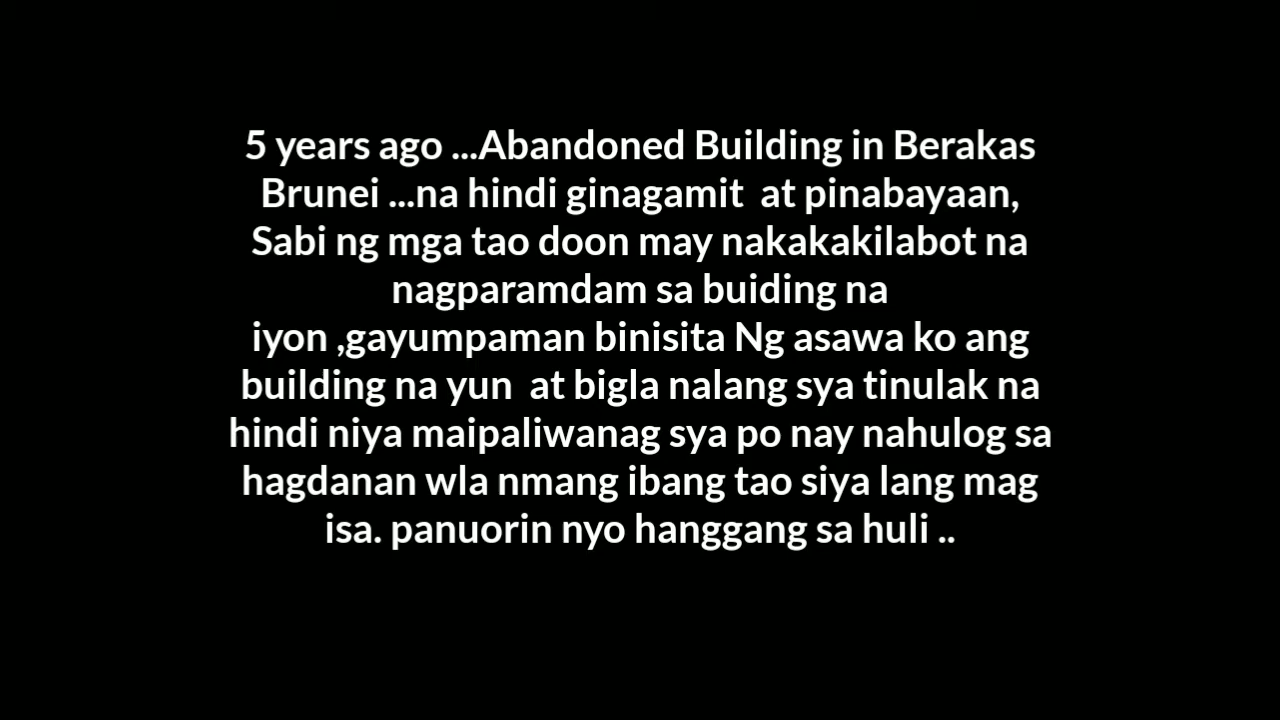 5 years ago ...Abandoned Building in Berakas
Brunei ...na hindi ginagamit  at pinabayaan,
Sabi ng mga tao doon may nakakakilabot na
nagparamdam sa buiding na
iyon ,gayumpaman binisita Ng asawa ko ang
building na yun  at bigla nalang sya tinulak na
hindi niya maipaliwanag sya po nay nahulog sa
hagdanan wla nmang ibang tao siya lang mag
isa. panuorin nyo hanggang sa huli ..